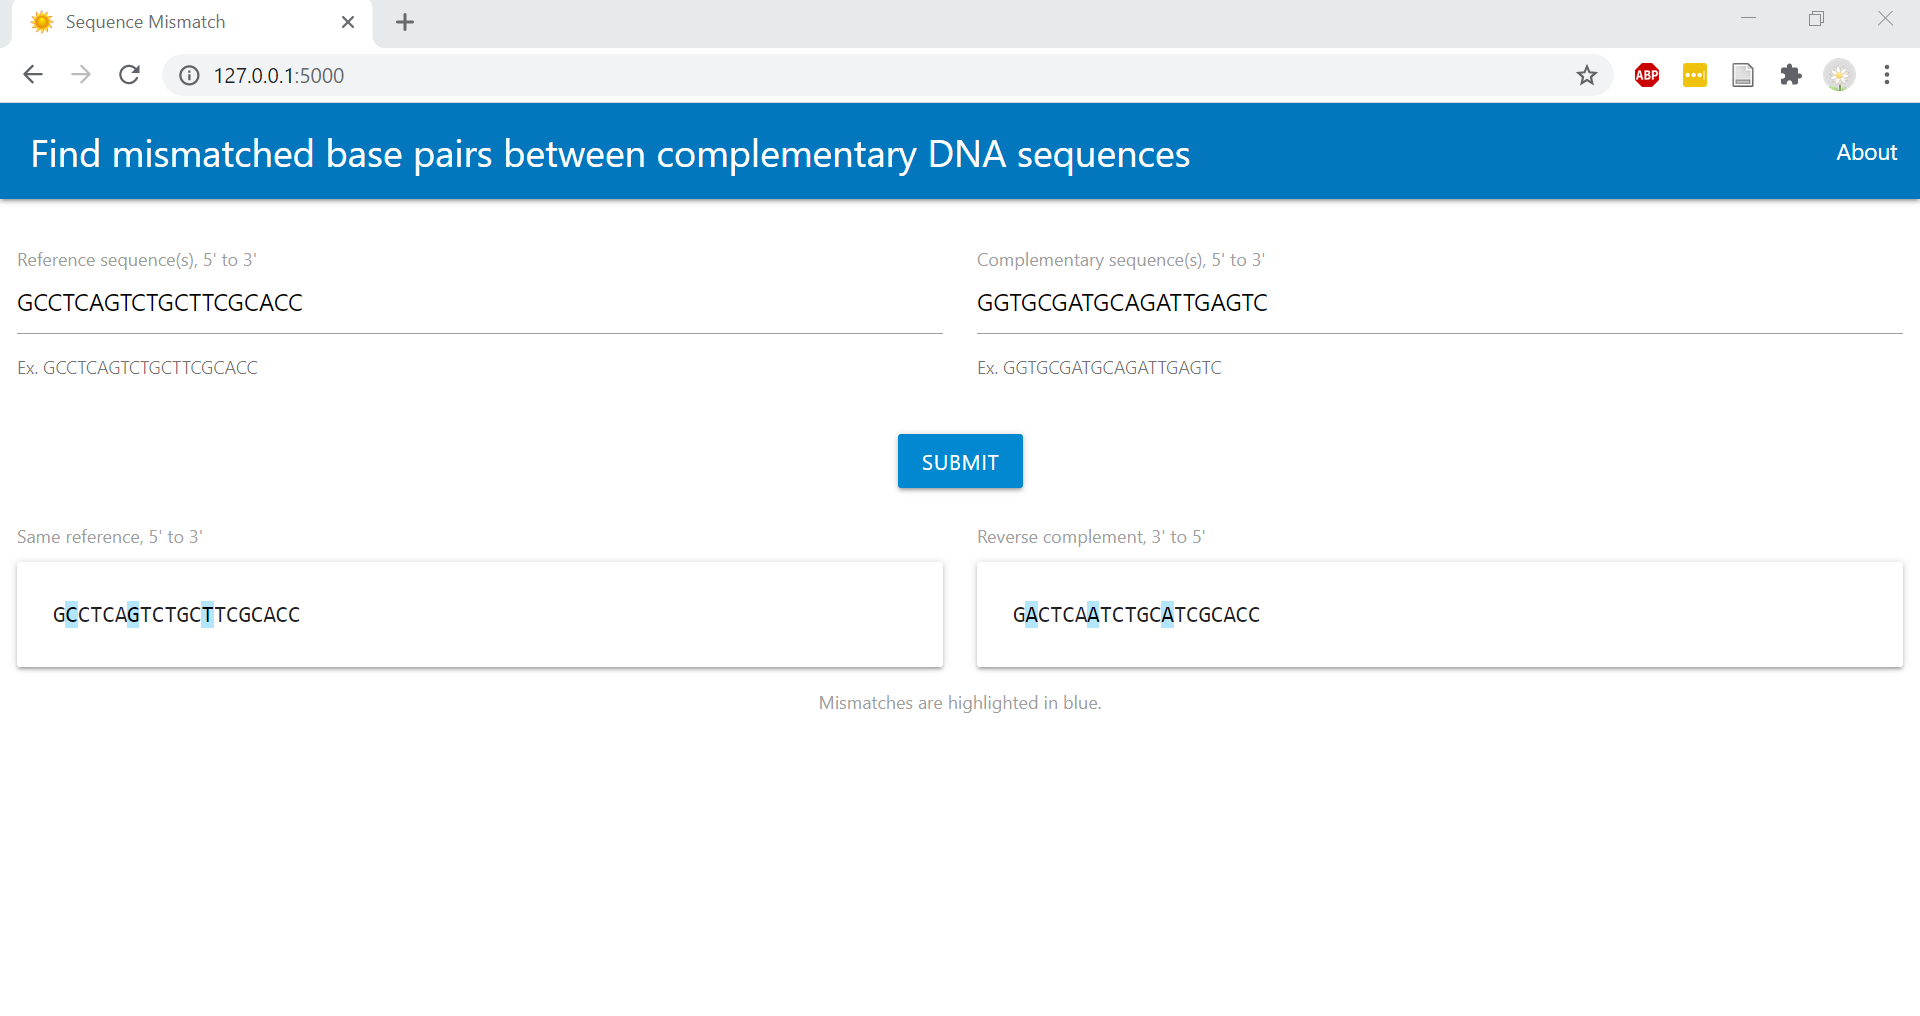 Sequence Mismatch
127.0.0.1:5000
ABP
Find mismatched base pairs between complementary DNA sequences
About
Reference sequence(s), 5' to 3'
Complementary sequence(s), 5' to 3'
GCCTCAGTCTGCTTCGCACC
GGTGCGATGCAGATTGAGTC
Ex. GCCTCAGTCTGCTTCGCACC
Ex. GGTGCGATGCAGATTGAGTC
SUBMIT
Same reference, 5' to 3'
Reverse complement, 3' to 5'
GCCTCAGTCTGCTTCGCACC
GACTCAATCTGCATCGCACC
Mismatches are highlighted in blue.